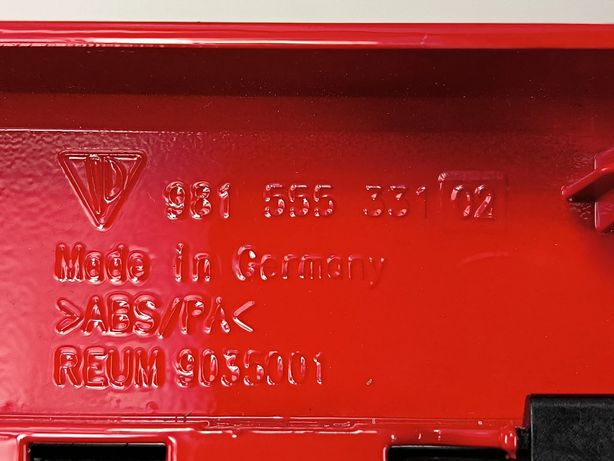 981 555 331 02
Made in Germany
>ABS/PA<
REUM 9035001